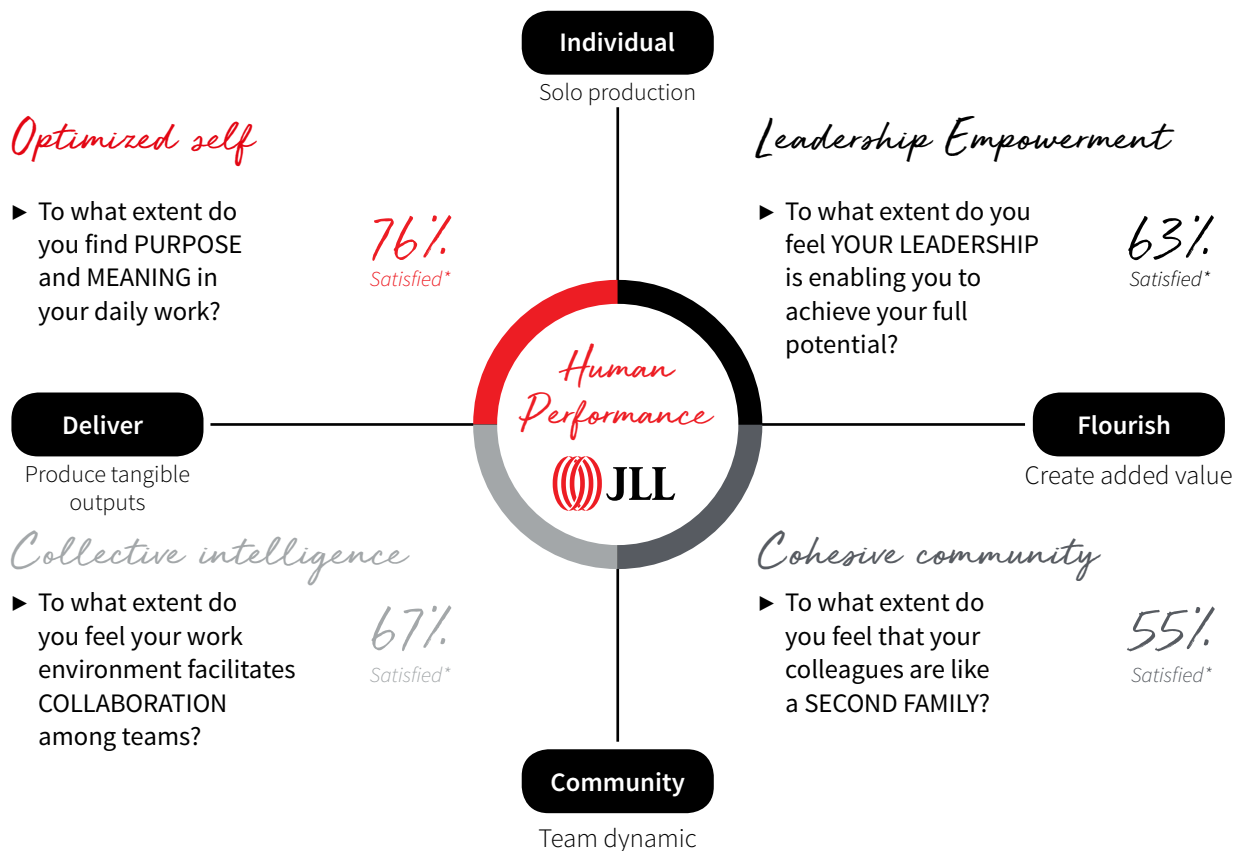 Individual
Solo production
Optimized self
► To what extent do
you find PURPOSE
and MEANING in
your daily work?
76%
Satisfied*
Leadership Empowerment
► To what extent do you
feel YOUR LEADERSHIP
is enabling you to
achieve your full
potential?
63%
Satisfied*
Human
Performance
JLL
Deliver
Produce tangible
outputs
Flourish
Create added value
Collective intelligence
► To what extent do
you feel your work
environment facilitates
COLLABORATION
among teams?
67%
Satisfied*
Cohesive community
► To what extent do
you feel that your
colleagues are like
a SECOND FAMILY?
55%
Satisfied*
Community
Team dynamic